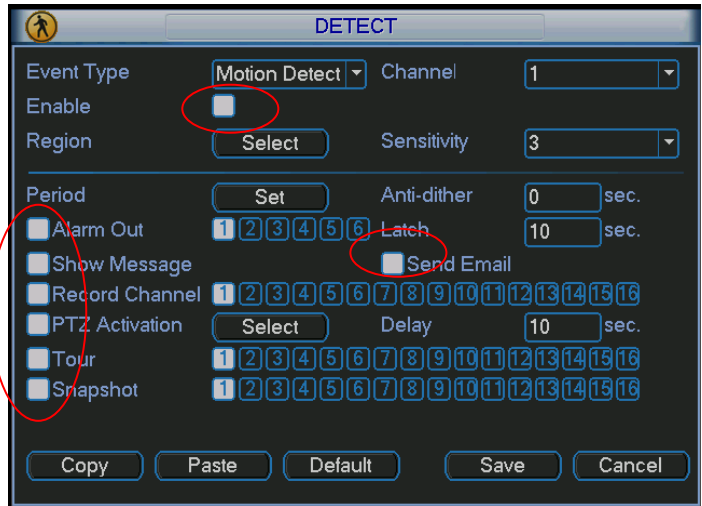 DETECT
Event Type Motion Detect Channel 1
Enable
Region Select Sensitivity 3
Period Set Anti-dither 0 sec.
Alarm Out 1 2 3 4 5 6 Latch 10 sec.
Show Message Send Email
Record Channel 1 2 3 4 5 6 7 8 9 10 11 12 13 14 15 16
PTZ Activation Select Delay 10 sec.
Tour 1 2 3 4 5 6 7 8 9 10 11 12 13 14 15 16
Snapshot 1 2 3 4 5 6 7 8 9 10 11 12 13 14 15 16
Copy Paste Default Save Cancel